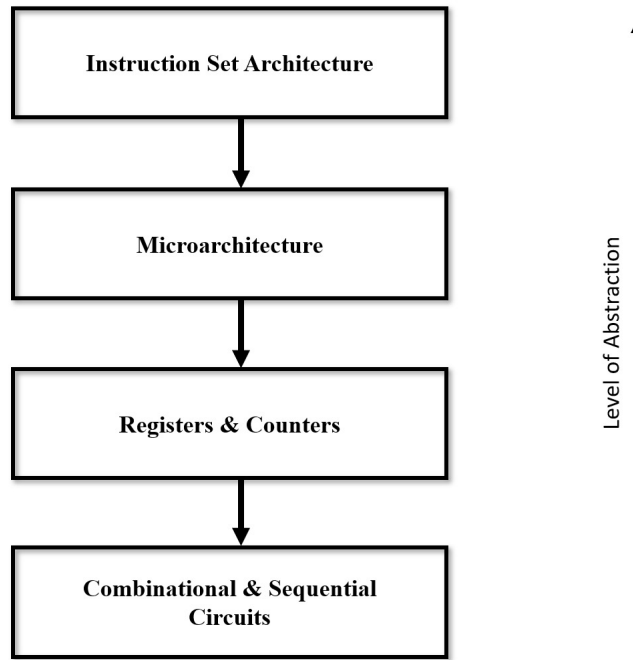 Instruction Set Architecture
Microarchitecture
Registers & Counters
Combinational & Sequential
Circuits
Level of Abstraction